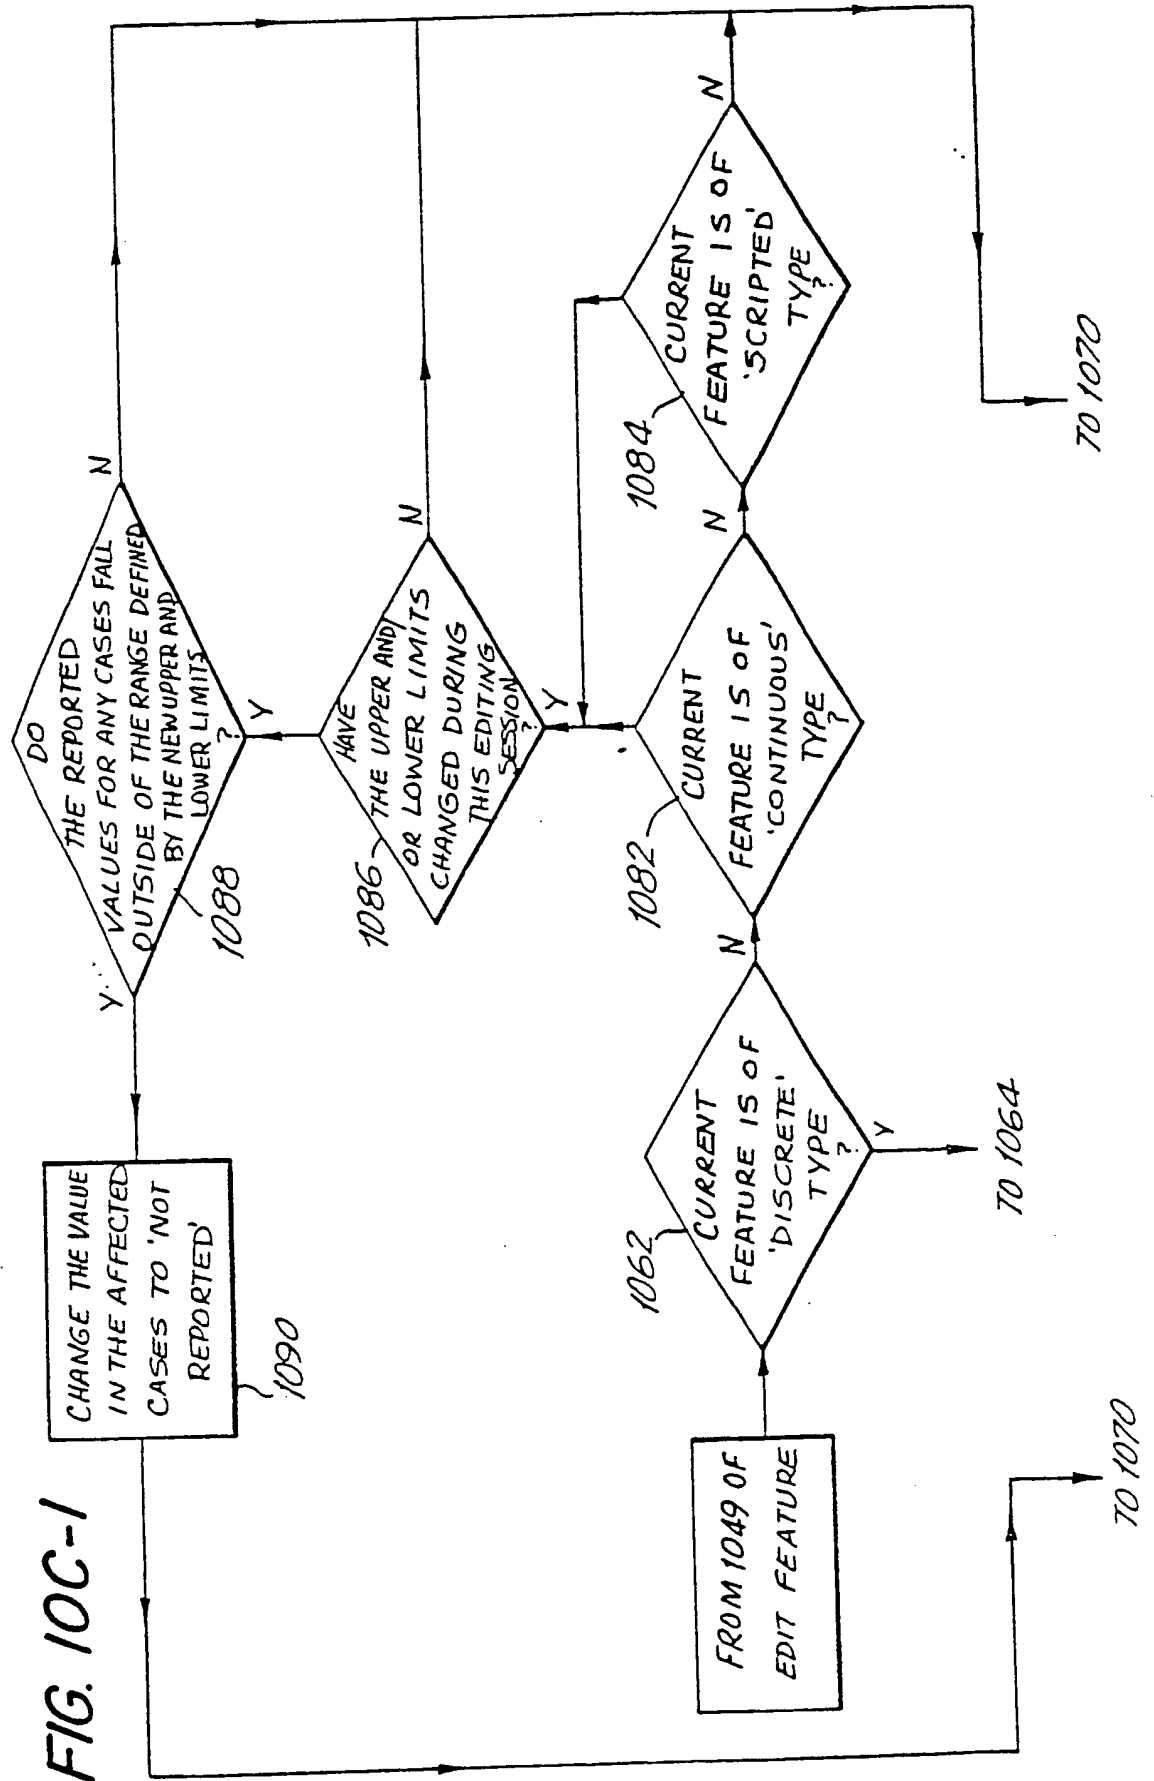 FIG. 10C-1
DO
THE REPORTED
VALUES FOR ANY CASES FALL
OUTSIDE OF THE RANGE DEFINED
BY THE NEW UPPER AND
LOWER LIMITS
?
Y
N
Y
1088
CHANGE THE VALUE
IN THE AFFECTED
CASES TO 'NOT
REPORTED'
1090
HAVE
THE UPPER AND/
OR LOWER LIMITS
CHANGED DURING
THIS EDITING
SESSION
?
N
Y
1086
FROM 1049 OF
EDIT FEATURE
1062
CURRENT
FEATURE IS OF
'DISCRETE'
TYPE
?
N
Y
TO 1064
1082
CURRENT
FEATURE IS OF
'CONTINUOUS'
TYPE
?
N
1084
CURRENT
FEATURE IS OF
'SCRIPTED'
TYPE
?
N
TO 1070
TO 1070